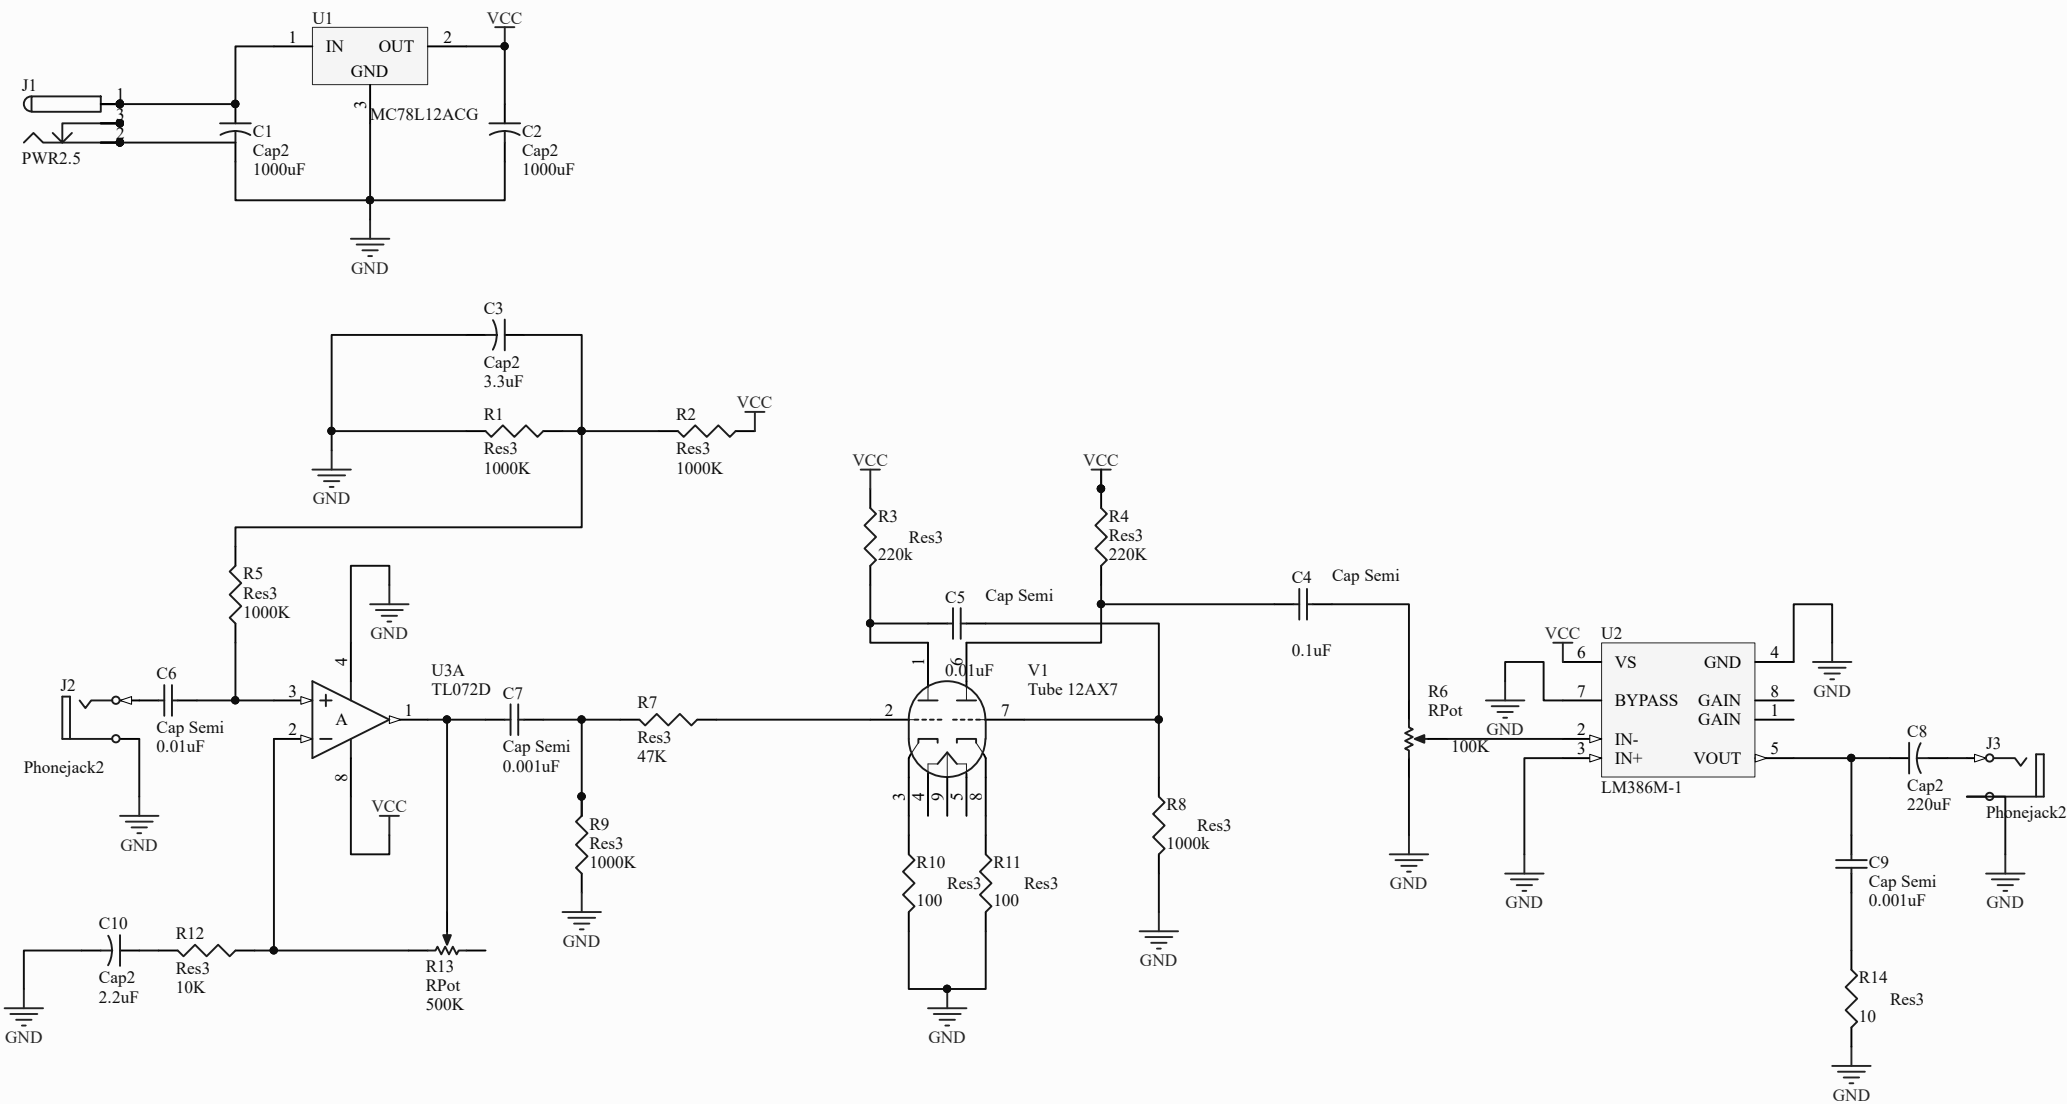 U1
VCC
1
IN
OUT
2
GND
3
MC78L12ACG
J1
1
3
2
PWR2.5
C1
Cap2
1000uF
C2
Cap2
1000uF
GND
C3
Cap2
3.3uF
R1
Res3
1000K
R2
Res3
1000K
VCC
GND
R5
Res3
1000K
GND
4
U3A
TL072D
J2
Phonejack2
C6
Cap Semi
0.01uF
3
2
A
1
8
VCC
GND
C7
Cap Semi
0.001uF
R7
Res3
47K
R9
Res3
1000K
GND
C10
Cap2
2.2uF
R12
Res3
10K
R13
RPot
500K
GND
VCC
R3
Res3
220k
VCC
R4
Res3
220K
C5
Cap Semi
0.01uF
1
6
V1
Tube 12AX7
2
7
3
4
9
5
8
R10
Res3
100
R11
Res3
100
GND
R8
Res3
1000k
GND
C4
Cap Semi
0.1uF
R6
RPot
100K
GND
VCC
U2
6
VS
GND
4
GND
7
BYPASS
GAIN
8
GND
GAIN
1
2
IN-
3
IN+
VOUT
5
LM386M-1
GND
C8
Cap2
220uF
J3
Phonejack2
GND
C9
Cap Semi
0.001uF
R14
Res3
10
GND